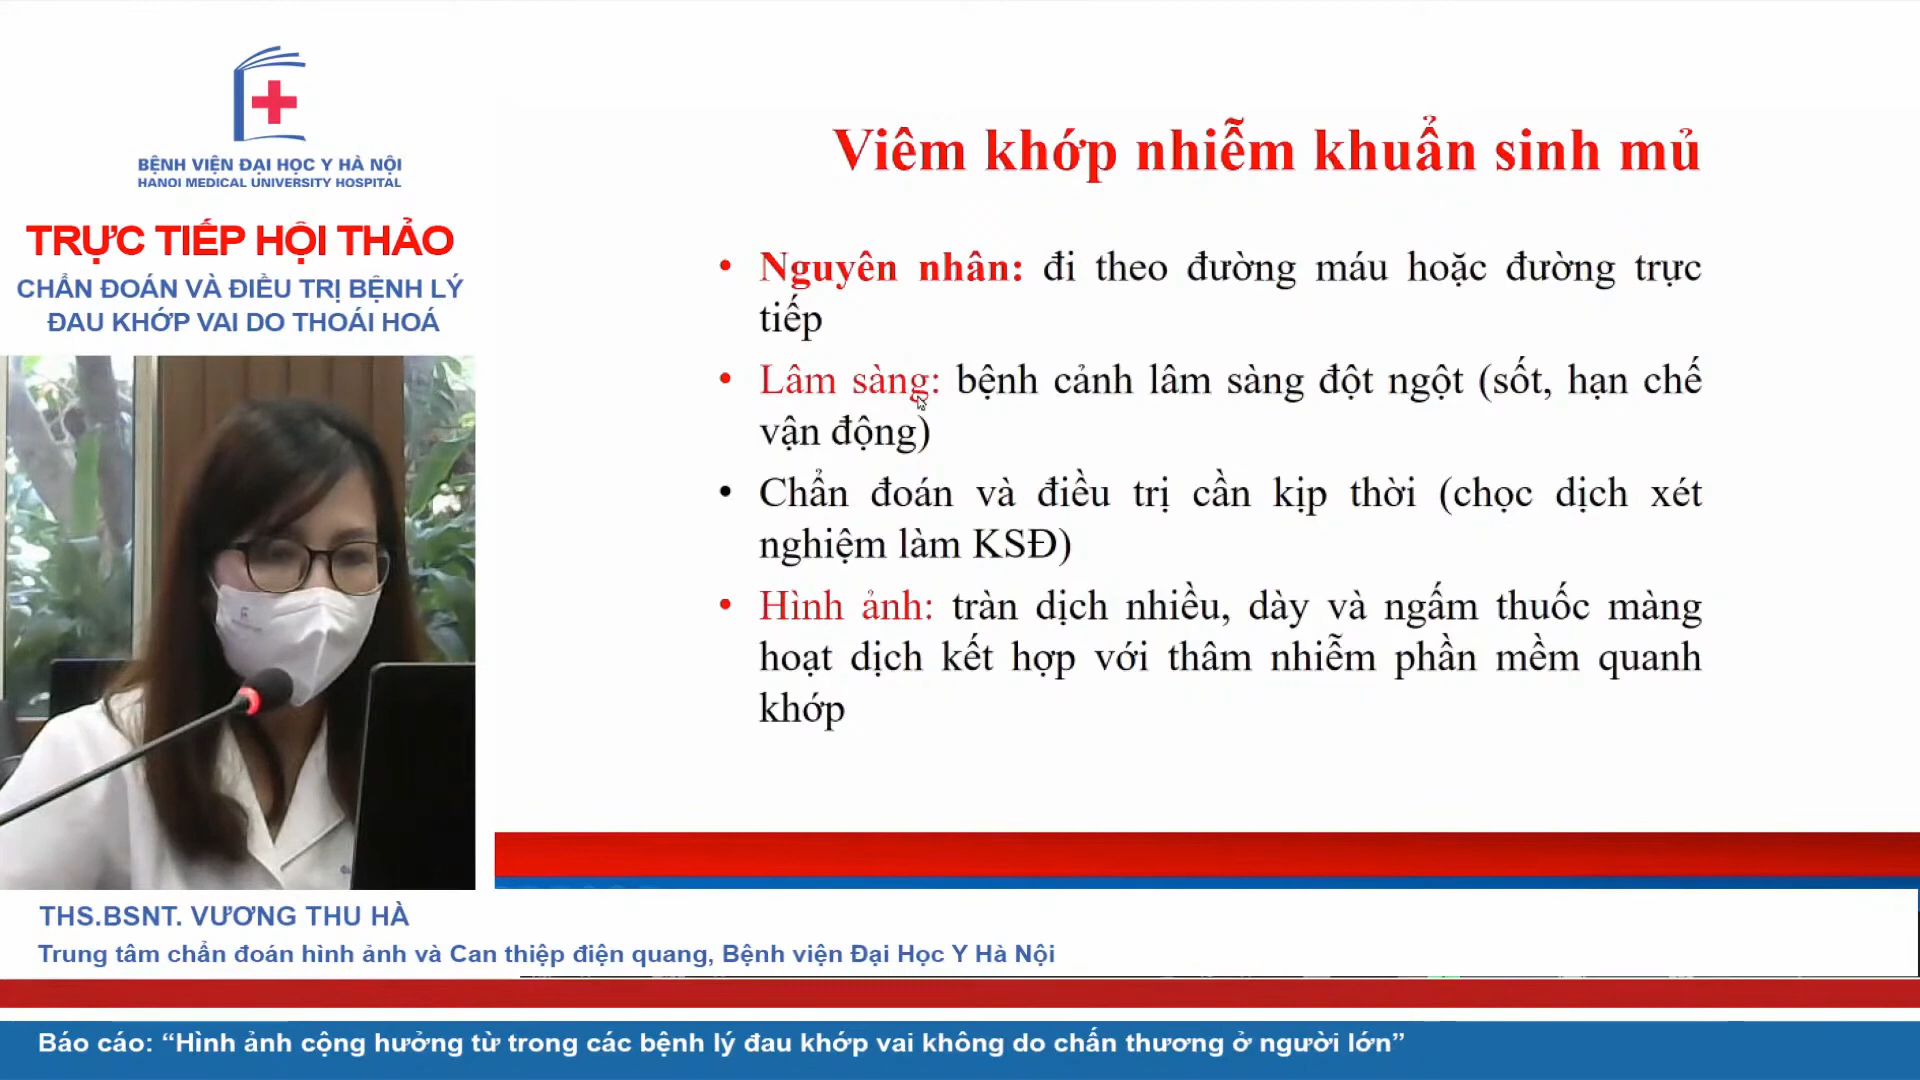 BỆNH VIỆN ĐẠI HỌC Y HÀ NỘI
HANOI MEDICAL UNIVERSITY HOSPITAL
TRỰC TIẾP HỘI THẢO
CHẨN ĐOÁN VÀ ĐIỀU TRỊ BỆNH LÝ
ĐAU KHỚP VAI DO THOÁI HOÁ
Viêm khớp nhiễm khuẩn sinh mủ
• Nguyên nhân: đi theo đường máu hoặc đường trực
tiếp
• Lâm sàng: bệnh cảnh lâm sàng đột ngột (sốt, hạn chế
vận động)
• Chẩn đoán và điều trị cần kịp thời (chọc dịch xét
nghiệm làm KSĐ)
• Hình ảnh: tràn dịch nhiều, dày và ngấm thuốc màng
hoạt dịch kết hợp với thâm nhiễm phần mềm quanh
khớp
THS.BSNT. VƯƠNG THU HÀ
Trung tâm chẩn đoán hình ảnh và Can thiệp điện quang, Bệnh viện Đại Học Y Hà Nội
Báo cáo: “Hình ảnh cộng hưởng từ trong các bệnh lý đau khớp vai không do chấn thương ở người lớn”